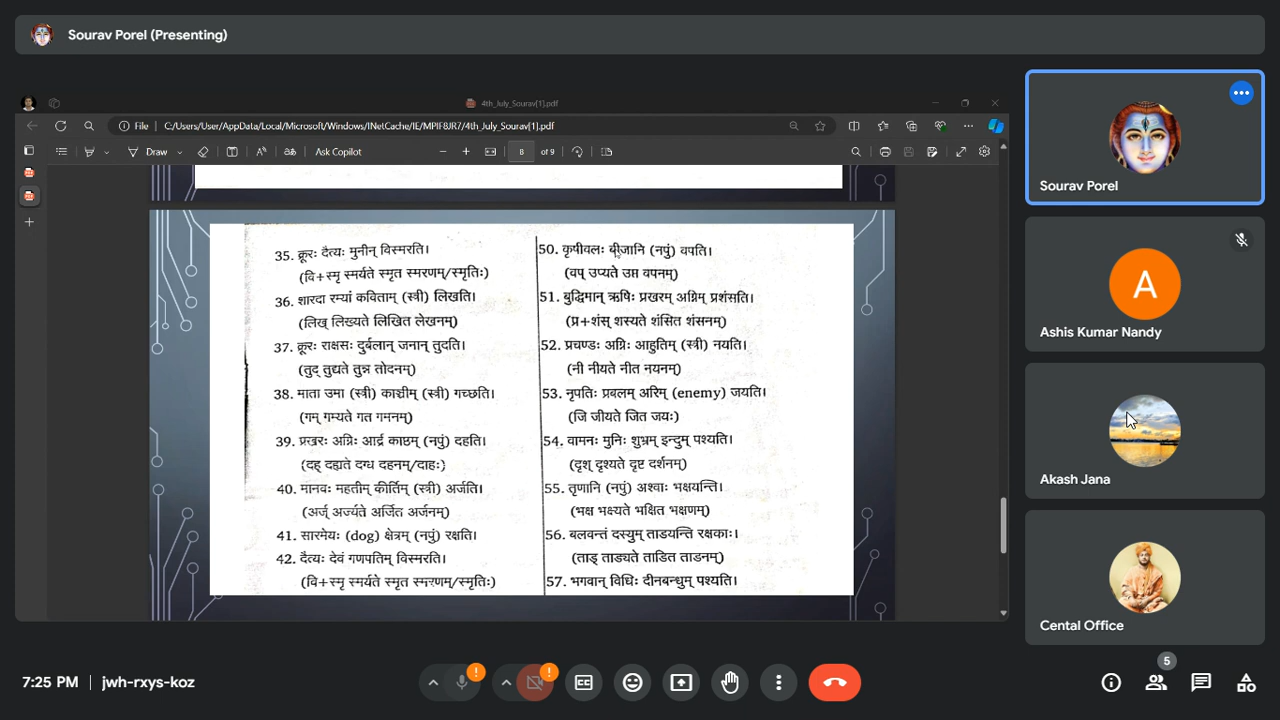 Sourav Porel (Presenting)
4th_July_Sourav[1].pdf
File C:/Users/User/AppData/Local/Microsoft/Windows/INetCache/IE/MPIF8JR7/4th_July_Sourav[1].pdf
Draw Ask Copilot 8 of 9
35. क्रूरः दैत्यः मुनीन् विस्मरति।
(वि+स्मृ स्मर्यते स्मृत स्मरणम्/स्मृतिः)
36. शारदा रम्यां कविताम् (स्त्री) लिखति।
(लिख् लिख्यते लिखित लेखनम्)
37. क्रूरः राक्षसः दुर्बलान् जनान् तुदति।
(तुद् तुद्यते तुन्न तोदनम्)
38. माता उमा (स्त्री) काञ्चीम् (स्त्री) गच्छति।
(गम् गम्यते गत गमनम्)
39. प्रखरः अग्निः आर्द्रं काष्ठम् (नपुं) दहति।
(दह् दह्यते दग्ध दहनम्/दाहः)
40. मानवः महतीम् कीर्तिम् (स्त्री) अर्जति।
(अर्ज् अर्ज्यते अर्जित अर्जनम्)
41. सारमेयः (dog) क्षेत्रम् (नपुं) रक्षति।
42. दैत्यः देवं गणपतिम् विस्मरति।
(वि+स्मृ स्मर्यते स्मृत स्मरणम्/स्मृतिः)
50. कृषीवलः बीजानि (नपुं) वपति।
(वप् उप्यते उप्त वपनम्)
51. बुद्धिमान् ऋषिः प्रखरम् अग्निम् प्रशंसति।
(प्र+शंस् शस्यते शंसित शंसनम्)
52. प्रचण्डः अग्निः आहुतिम् (स्त्री) नयति।
(नी नीयते नीत नयनम्)
53. नृपतिः प्रबलम् अरिम् (enemy) जयति।
(जि जीयते जित जयः)
54. वामनः मुनिः शुभ्रम् इन्दुम् पश्यति।
(दृश् दृश्यते दृष्ट दर्शनम्)
55. तृणानि (नपुं) अश्वाः भक्षयन्ति।
(भक्ष भक्ष्यते भक्षित भक्षणम्)
56. बलवन्तं दस्युम् ताडयन्ति रक्षकाः।
(ताड् ताड्यते ताडित ताडनम्)
57. भगवान् विधिः दीनबन्धुम् पश्यति।
Sourav Porel
A
Ashis Kumar Nandy
Akash Jana
Cental Office
7:25 PM | jwh-rxys-koz
5